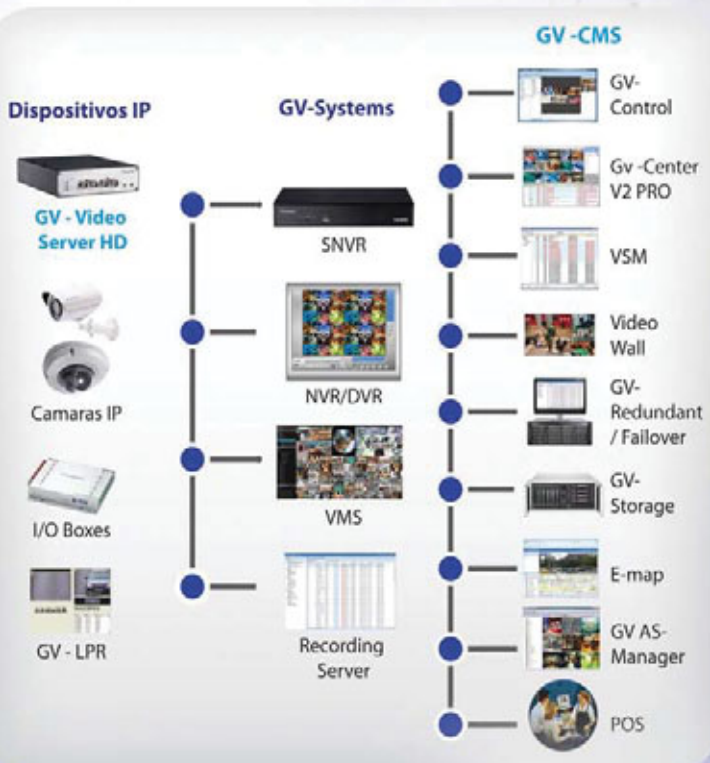 GV -CMS
Dispositivos IP
GV-Systems
GV - Video
Server HD
Camaras IP
I/O Boxes
GV - LPR
SNVR
NVR/DVR
VMS
Recording
Server
GV-
Control
Gv -Center
V2 PRO
VSM
Video
Wall
GV-
Redundant
/ Failover
GV-
Storage
E-map
GV AS-
Manager
POS